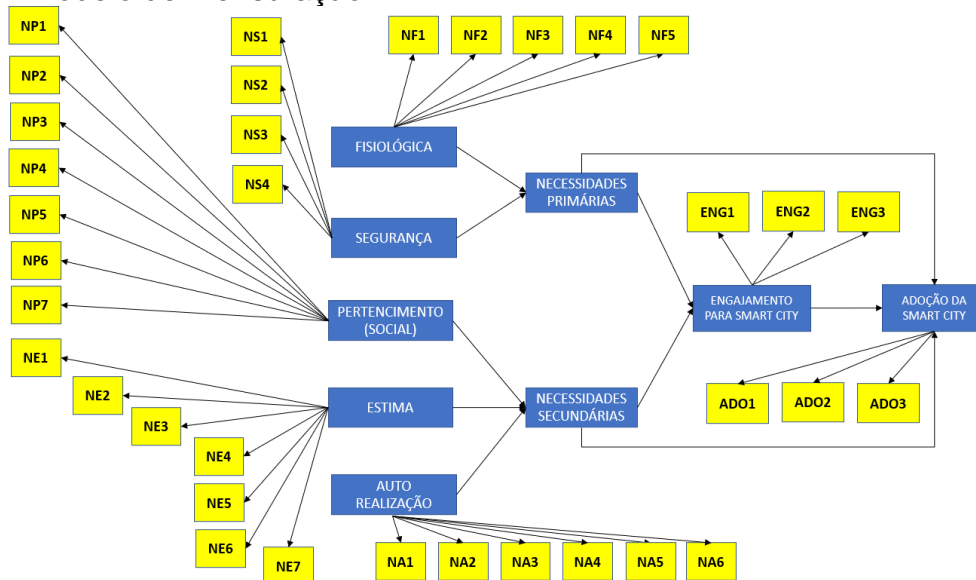 NP1
NP2
NP3
NP4
NP5
NP6
NP7
NS1
NS2
NS3
NS4
NF1
NF2
NF3
NF4
NF5
FISIOLÓGICA
SEGURANÇA
NECESSIDADES
PRIMÁRIAS
ENG1
ENG2
ENG3
PERTENCIMENTO
(SOCIAL)
ENGAJAMENTO
PARA SMART CITY
ADOÇÃO DA
SMART CITY
NE1
NE2
NE3
NE4
NE5
NE6
NE7
ESTIMA
NECESSIDADES
SECUNDÁRIAS
ADO1
ADO2
ADO3
AUTO
REALIZAÇÃO
NA1
NA2
NA3
NA4
NA5
NA6